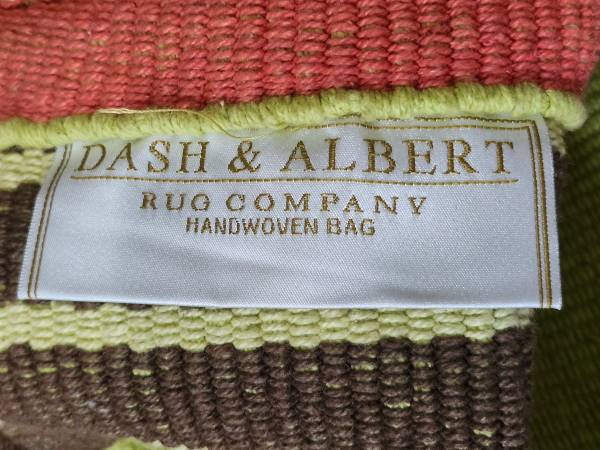 DASH & ALBERT
RUG COMPANY
HANDWOVEN BAG